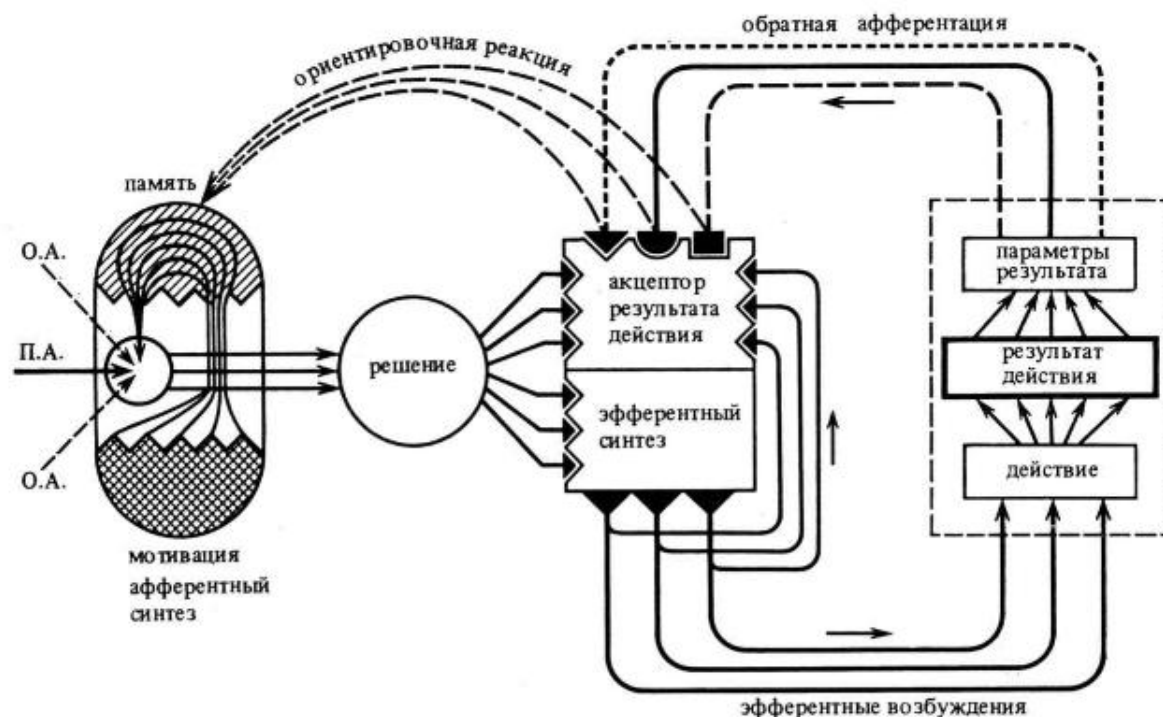 обратная афферентация
ориентировочная реакция
память
О.А.
П.А.
О.А.
мотивация
афферентный
синтез
решение
акцептор
результата
действия
эфферентный
синтез
параметры
результата
результат
действия
действие
эфферентные возбуждения